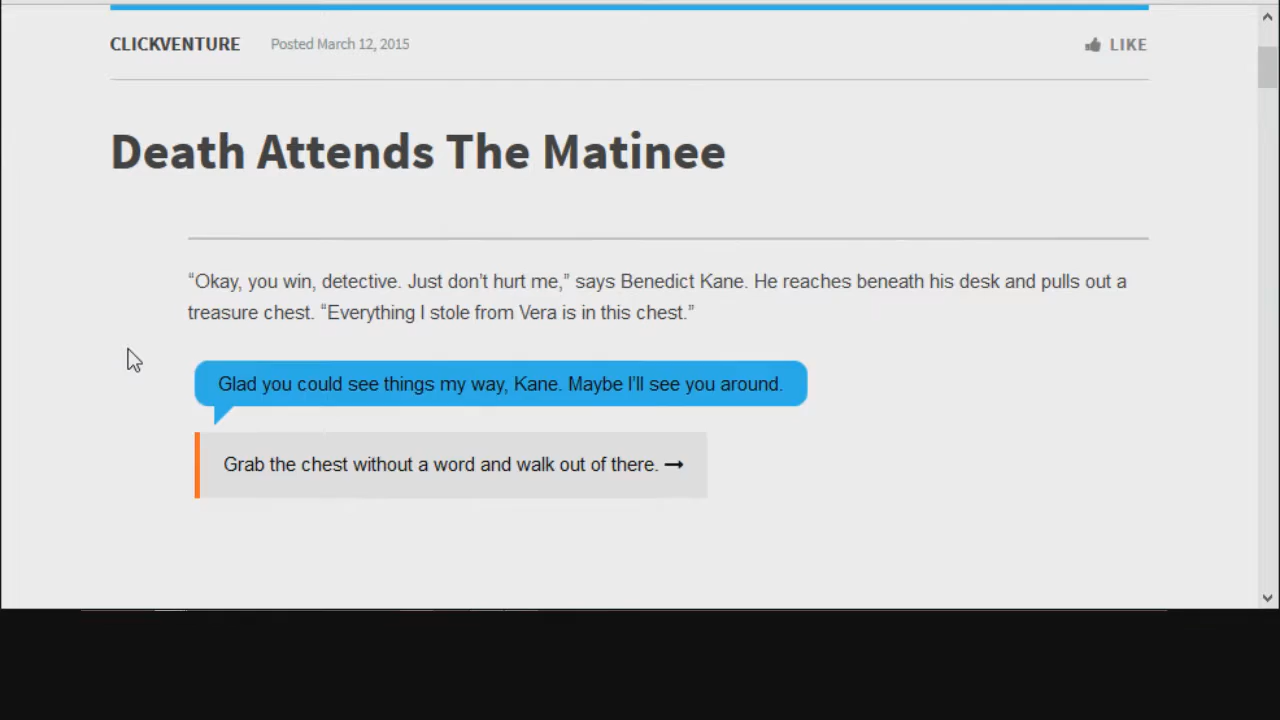 CLICKVENTURE Posted March 12, 2015 LIKE
Death Attends The Matinee
“Okay, you win, detective. Just don’t hurt me,” says Benedict Kane. He reaches beneath his desk and pulls out a
treasure chest. “Everything I stole from Vera is in this chest.”
Glad you could see things my way, Kane. Maybe I’ll see you around.
Grab the chest without a word and walk out of there. →